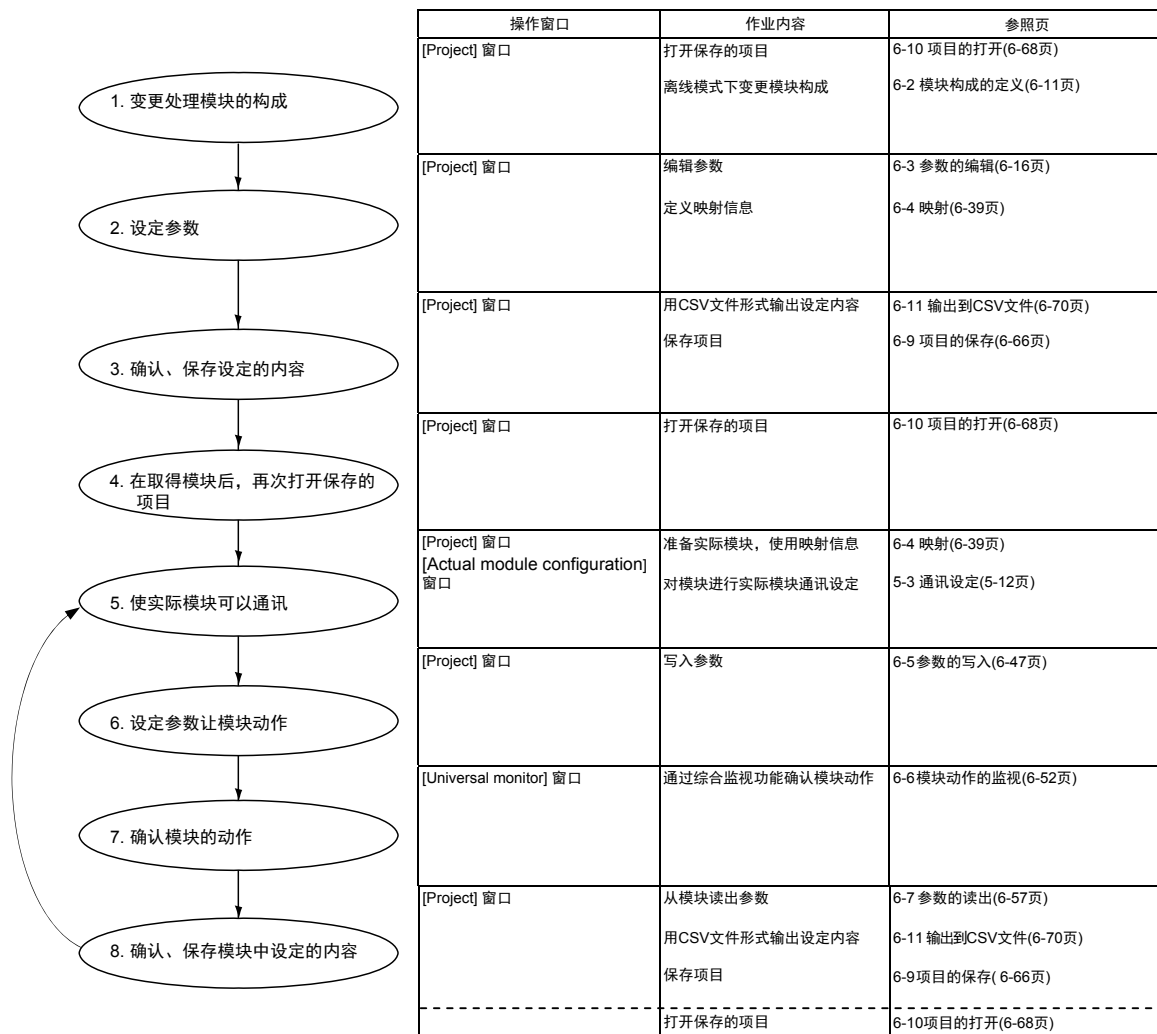 操作窗口 作业内容 参照页
1. 变更处理模块的构成
[Project] 窗口 打开保存的项目 6-10 项目的打开(6-68页)
离线模式下变更模块构成 6-2 模块构成的定义(6-11页)
2. 设定参数
[Project] 窗口 编辑参数 6-3 参数的编辑(6-16页)
定义映射信息 6-4 映射(6-39页)
3. 确认、保存设定的内容
[Project] 窗口 用CSV文件形式输出设定内容 6-11 输出到CSV文件(6-70页)
保存项目 6-9 项目的保存(6-66页)
4. 在取得模块后，再次打开保存的
项目
[Project] 窗口 打开保存的项目 6-10 项目的打开(6-68页)
5. 使实际模块可以通讯
[Project] 窗口 准备实际模块，使用映射信息 6-4 映射(6-39页)
[Actual module configuration]
窗口 对模块进行实际模块通讯设定 5-3 通讯设定(5-12页)
6. 设定参数让模块动作
[Project] 窗口 写入参数 6-5参数的写入(6-47页)
7. 确认模块的动作
[Universal monitor] 窗口 通过综合监视功能确认模块动作 6-6模块动作的监视(6-52页)
8. 确认、保存模块中设定的内容
[Project] 窗口 从模块读出参数 6-7 参数的读出(6-57页)
用CSV文件形式输出设定内容 6-11 输出到CSV文件(6-70页)
保存项目 6-9项目的保存( 6-66页)
打开保存的项目 6-10项目的打开(6-68页)